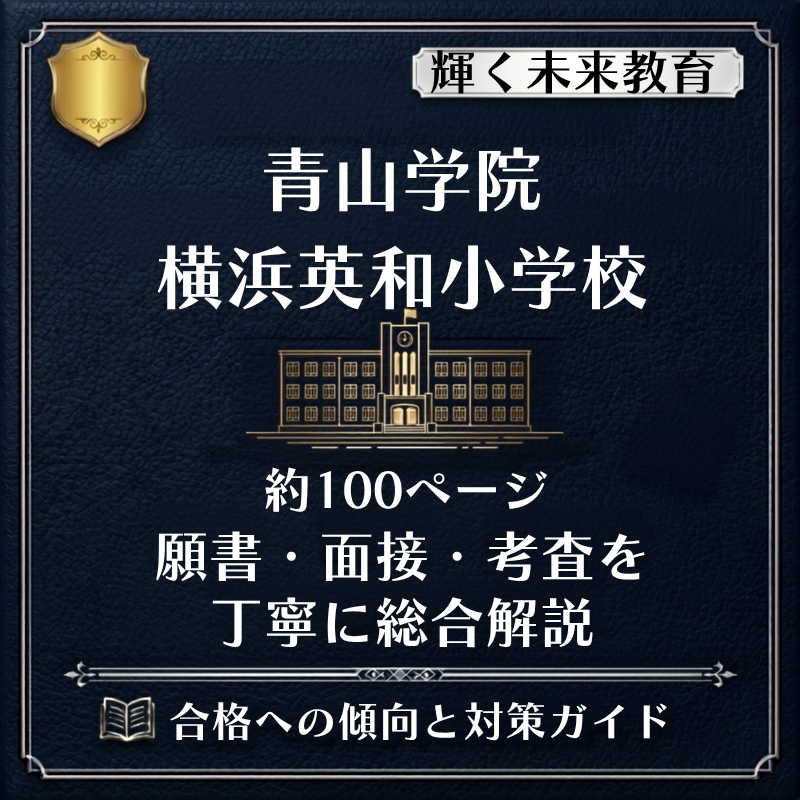 輝く未来教育
青山学院
横浜英和小学校
約100ページ
願書・面接・考査を
丁寧に総合解説
合格への傾向と対策ガイド